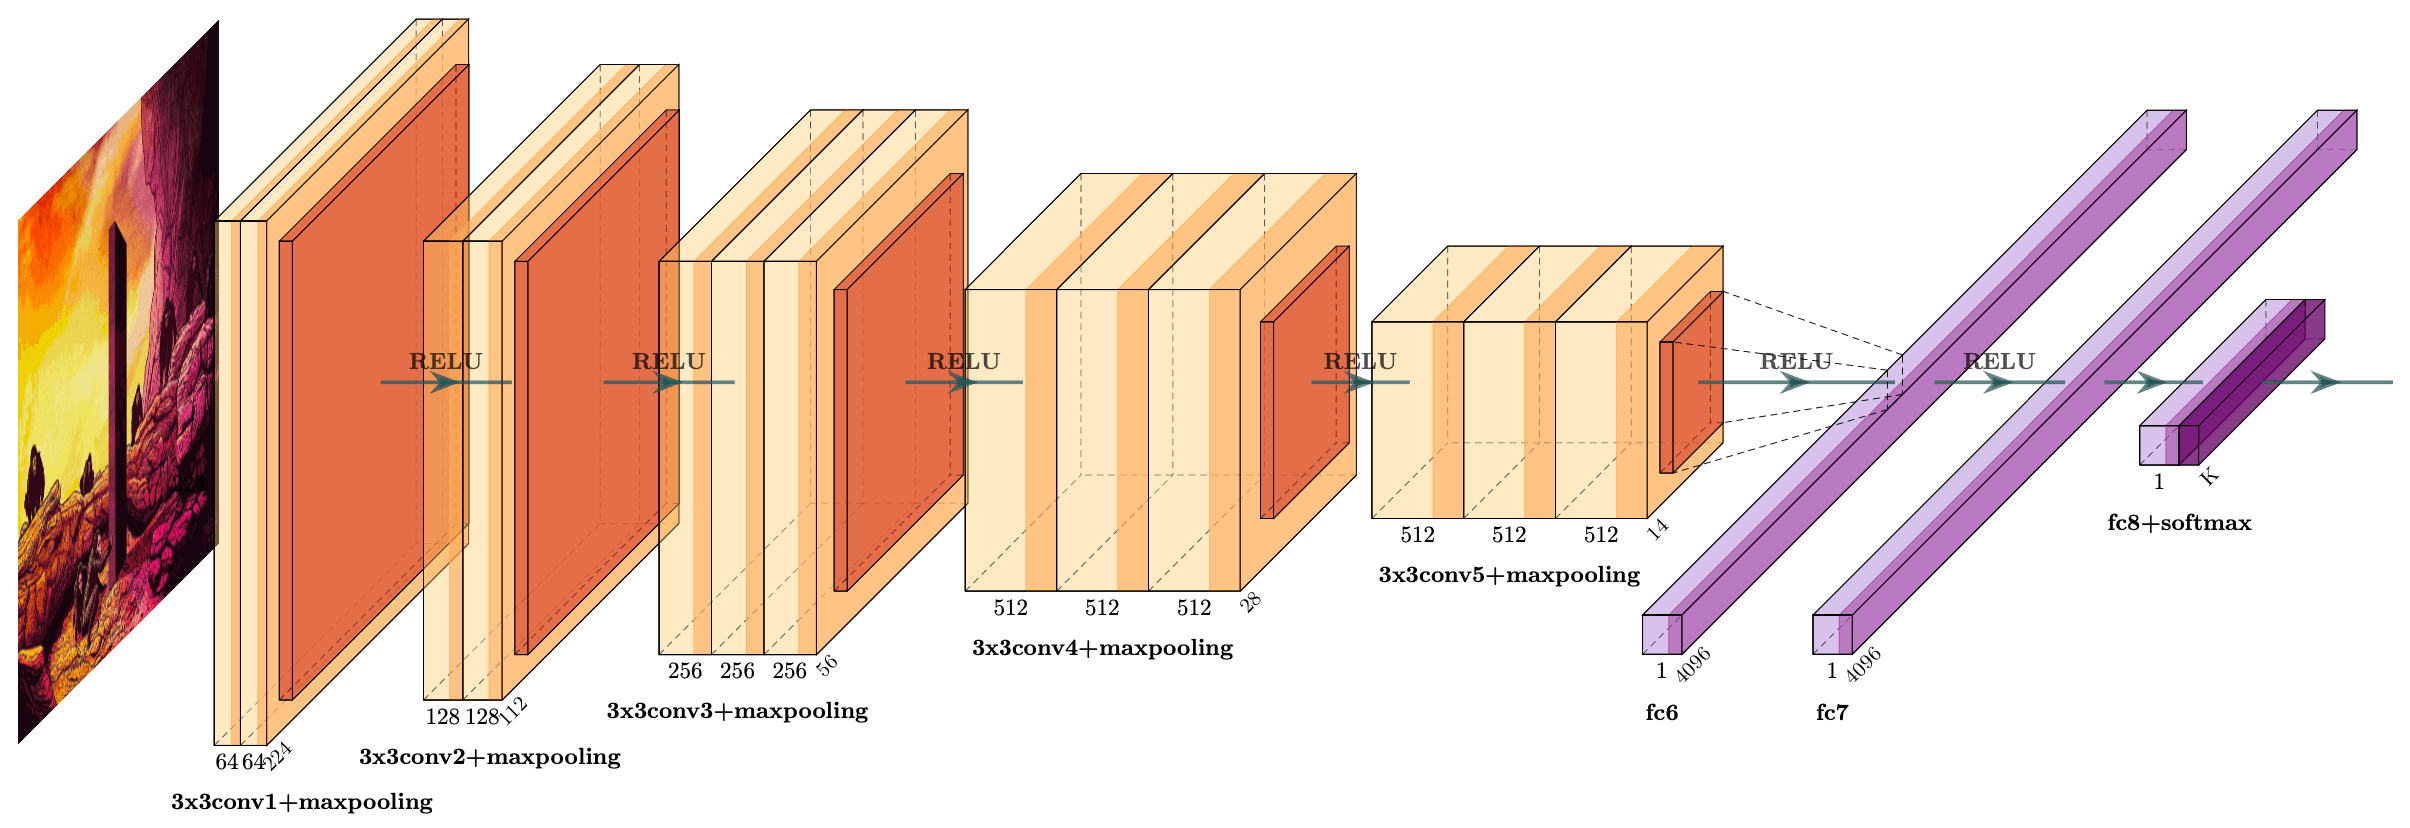 224
64 64 224
3x3conv1+maxpooling
RELU
128 128 112
3x3conv2+maxpooling
RELU
256 256 256 56
3x3conv3+maxpooling
RELU
512 512 512 28
3x3conv4+maxpooling
RELU
512 512 512 14
3x3conv5+maxpooling
RELU
1 4096
fc6
RELU
1 4096
fc7
1 K
fc8+softmax